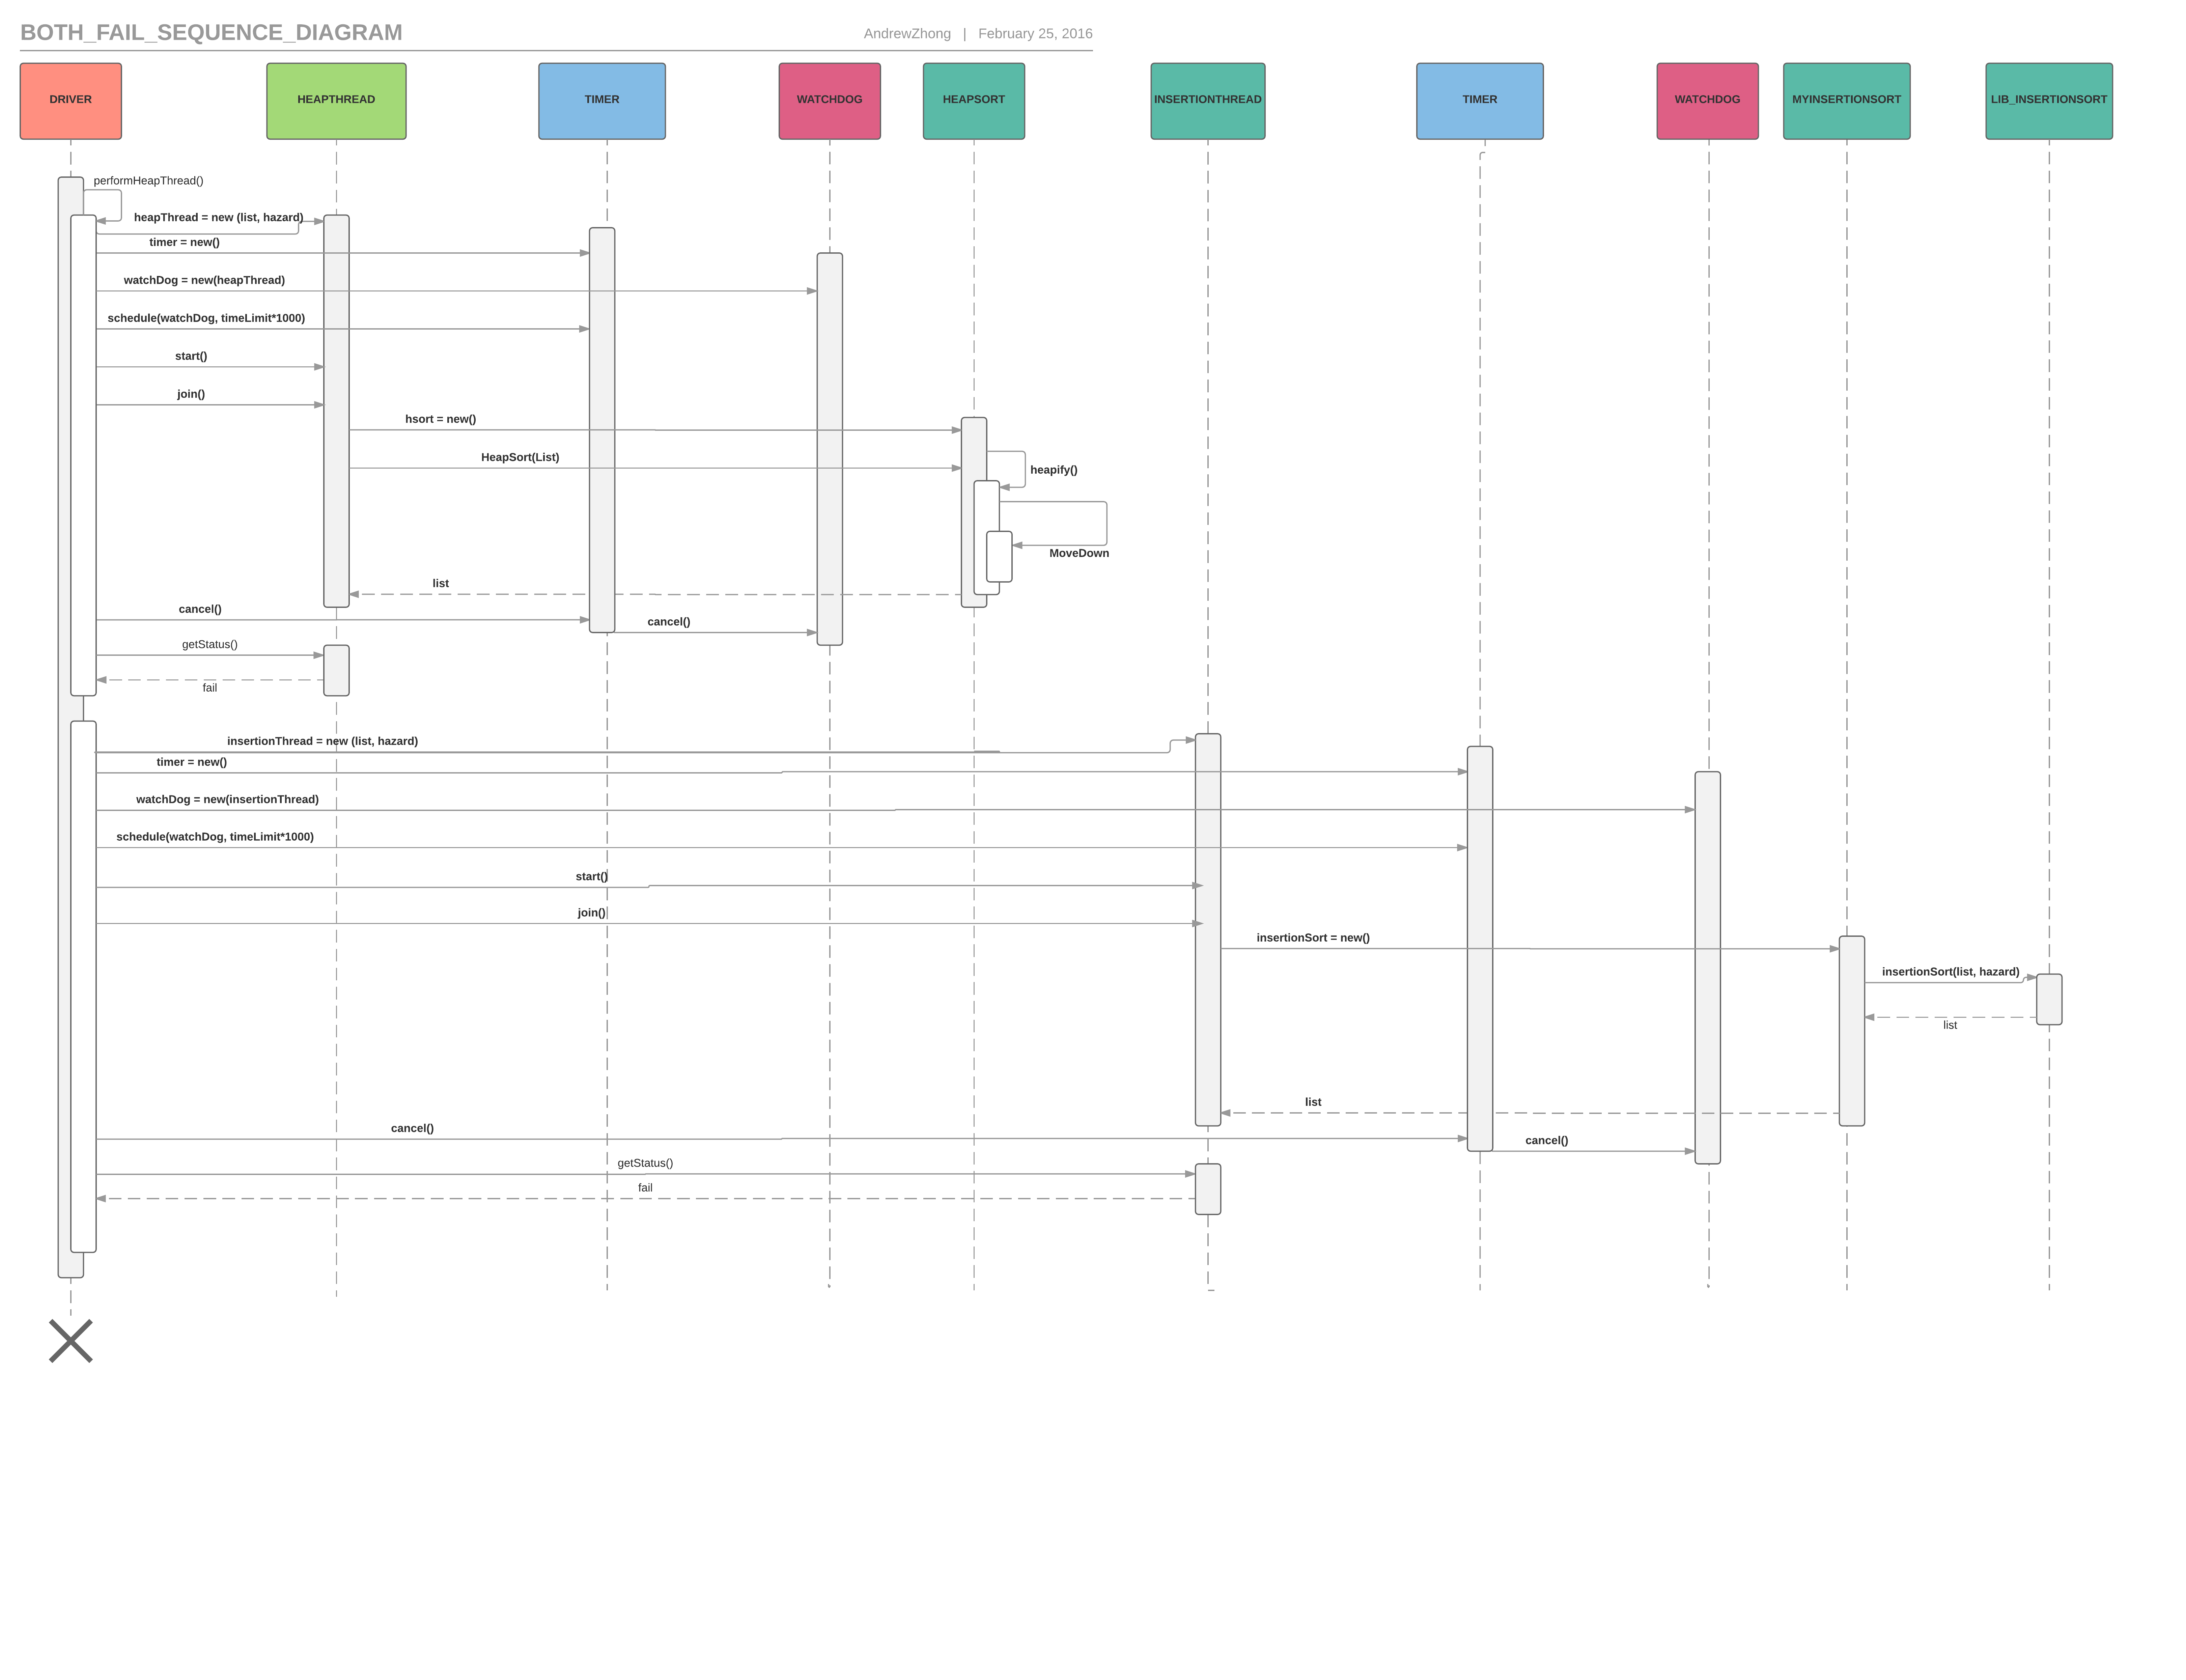 BOTH_FAIL_SEQUENCE_DIAGRAM
AndrewZhong | February 25, 2016
DRIVER
HEAPTHREAD
TIMER
WATCHDOG
HEAPSORT
INSERTIONTHREAD
TIMER
WATCHDOG
MYINSERTIONSORT
LIB_INSERTIONSORT
performHeapThread()
heapThread = new (list, hazard)
timer = new()
watchDog = new(heapThread)
schedule(watchDog, timeLimit*1000)
start()
join()
hsort = new()
HeapSort(List)
heapify()
MoveDown
list
cancel()
cancel()
getStatus()
fail
insertionThread = new (list, hazard)
timer = new()
watchDog = new(insertionThread)
schedule(watchDog, timeLimit*1000)
start()
join()
insertionSort = new()
insertionSort(list, hazard)
list
list
cancel()
cancel()
getStatus()
fail